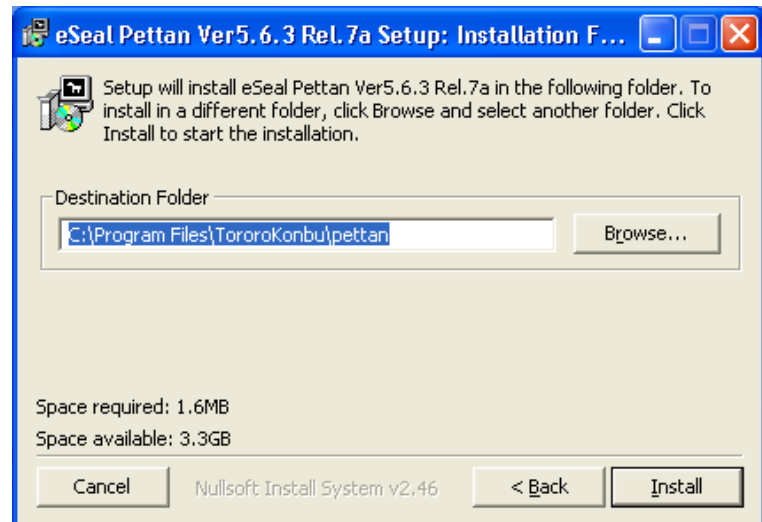 eSeal Pettan Ver5.6.3 Rel.7a Setup: Installation F...
Setup will install eSeal Pettan Ver5.6.3 Rel.7a in the following folder. To
install in a different folder, click Browse and select another folder. Click
Install to start the installation.
Destination Folder
C:\Program Files\TororoKonbu\pettan
Browse...
Space required: 1.6MB
Space available: 3.3GB
Cancel
Nullsoft Install System v2.46
< Back
Install